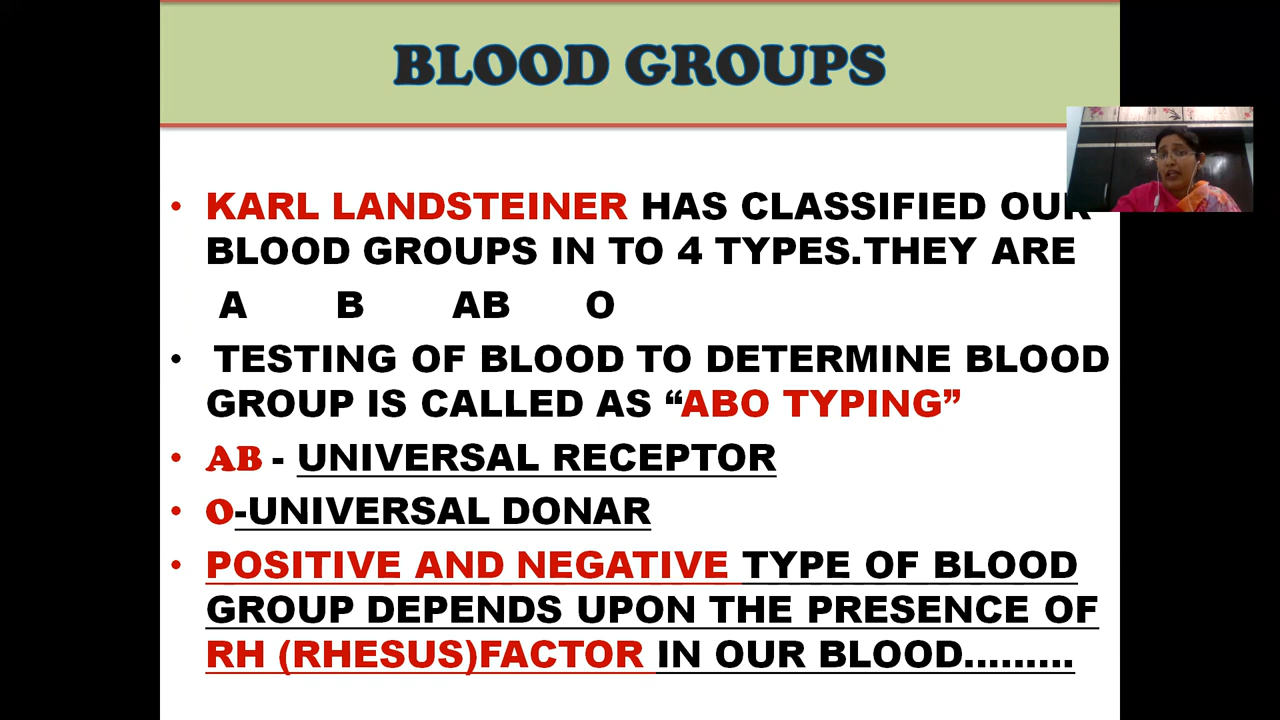 BLOOD GROUPS
• KARL LANDSTEINER HAS CLASSIFIED OUR
BLOOD GROUPS IN TO 4 TYPES.THEY ARE
A B AB O
• TESTING OF BLOOD TO DETERMINE BLOOD
GROUP IS CALLED AS “ABO TYPING”
• AB - UNIVERSAL RECEPTOR
• O-UNIVERSAL DONAR
• POSITIVE AND NEGATIVE TYPE OF BLOOD
GROUP DEPENDS UPON THE PRESENCE OF
RH (RHESUS)FACTOR IN OUR BLOOD.........